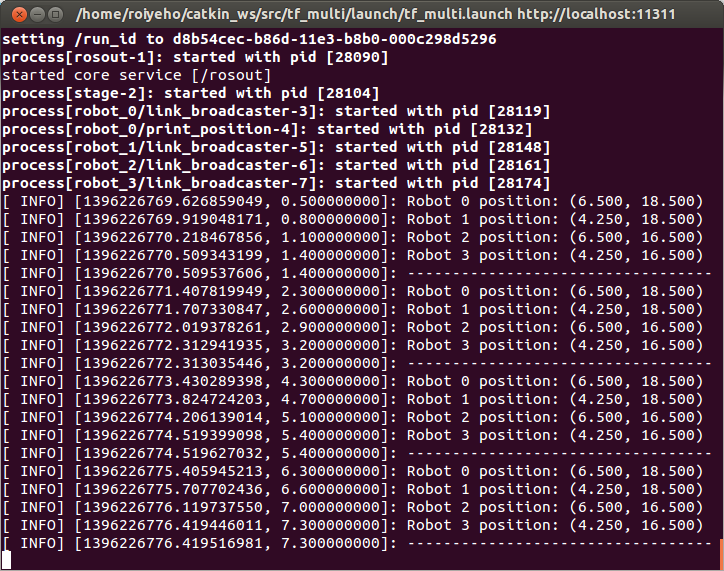 /home/roiyeho/catkin_ws/src/tf_multi/launch/tf_multi.launch http://localhost:11311
setting /run_id to d8b54cec-b86d-11e3-b8b0-000c298d5296
process[rosout-1]: started with pid [28090]
started core service [/rosout]
process[stage-2]: started with pid [28104]
process[robot_0/link_broadcaster-3]: started with pid [28119]
process[robot_0/print_position-4]: started with pid [28132]
process[robot_1/link_broadcaster-5]: started with pid [28148]
process[robot_2/link_broadcaster-6]: started with pid [28161]
process[robot_3/link_broadcaster-7]: started with pid [28174]
[ INFO] [1396226769.626859049, 0.500000000]: Robot 0 position: (6.500, 18.500)
[ INFO] [1396226769.919048171, 0.800000000]: Robot 1 position: (4.250, 18.500)
[ INFO] [1396226770.218467856, 1.100000000]: Robot 2 position: (6.500, 16.500)
[ INFO] [1396226770.509343199, 1.400000000]: Robot 3 position: (4.250, 16.500)
[ INFO] [1396226770.509537606, 1.400000000]: ----------------------------------
[ INFO] [1396226771.407819949, 2.300000000]: Robot 0 position: (6.500, 18.500)
[ INFO] [1396226771.707330847, 2.600000000]: Robot 1 position: (4.250, 18.500)
[ INFO] [1396226772.019378261, 2.900000000]: Robot 2 position: (6.500, 16.500)
[ INFO] [1396226772.312941935, 3.200000000]: Robot 3 position: (4.250, 16.500)
[ INFO] [1396226772.313035446, 3.200000000]: ----------------------------------
[ INFO] [1396226773.430289398, 4.300000000]: Robot 0 position: (6.500, 18.500)
[ INFO] [1396226773.824724203, 4.700000000]: Robot 1 position: (4.250, 18.500)
[ INFO] [1396226774.206139014, 5.100000000]: Robot 2 position: (6.500, 16.500)
[ INFO] [1396226774.519399098, 5.400000000]: Robot 3 position: (4.250, 16.500)
[ INFO] [1396226774.519627032, 5.400000000]: ----------------------------------
[ INFO] [1396226775.405945213, 6.300000000]: Robot 0 position: (6.500, 18.500)
[ INFO] [1396226775.707702436, 6.600000000]: Robot 1 position: (4.250, 18.500)
[ INFO] [1396226776.119737550, 7.000000000]: Robot 2 position: (6.500, 16.500)
[ INFO] [1396226776.419446011, 7.300000000]: Robot 3 position: (4.250, 16.500)
[ INFO] [1396226776.419516981, 7.300000000]: ----------------------------------